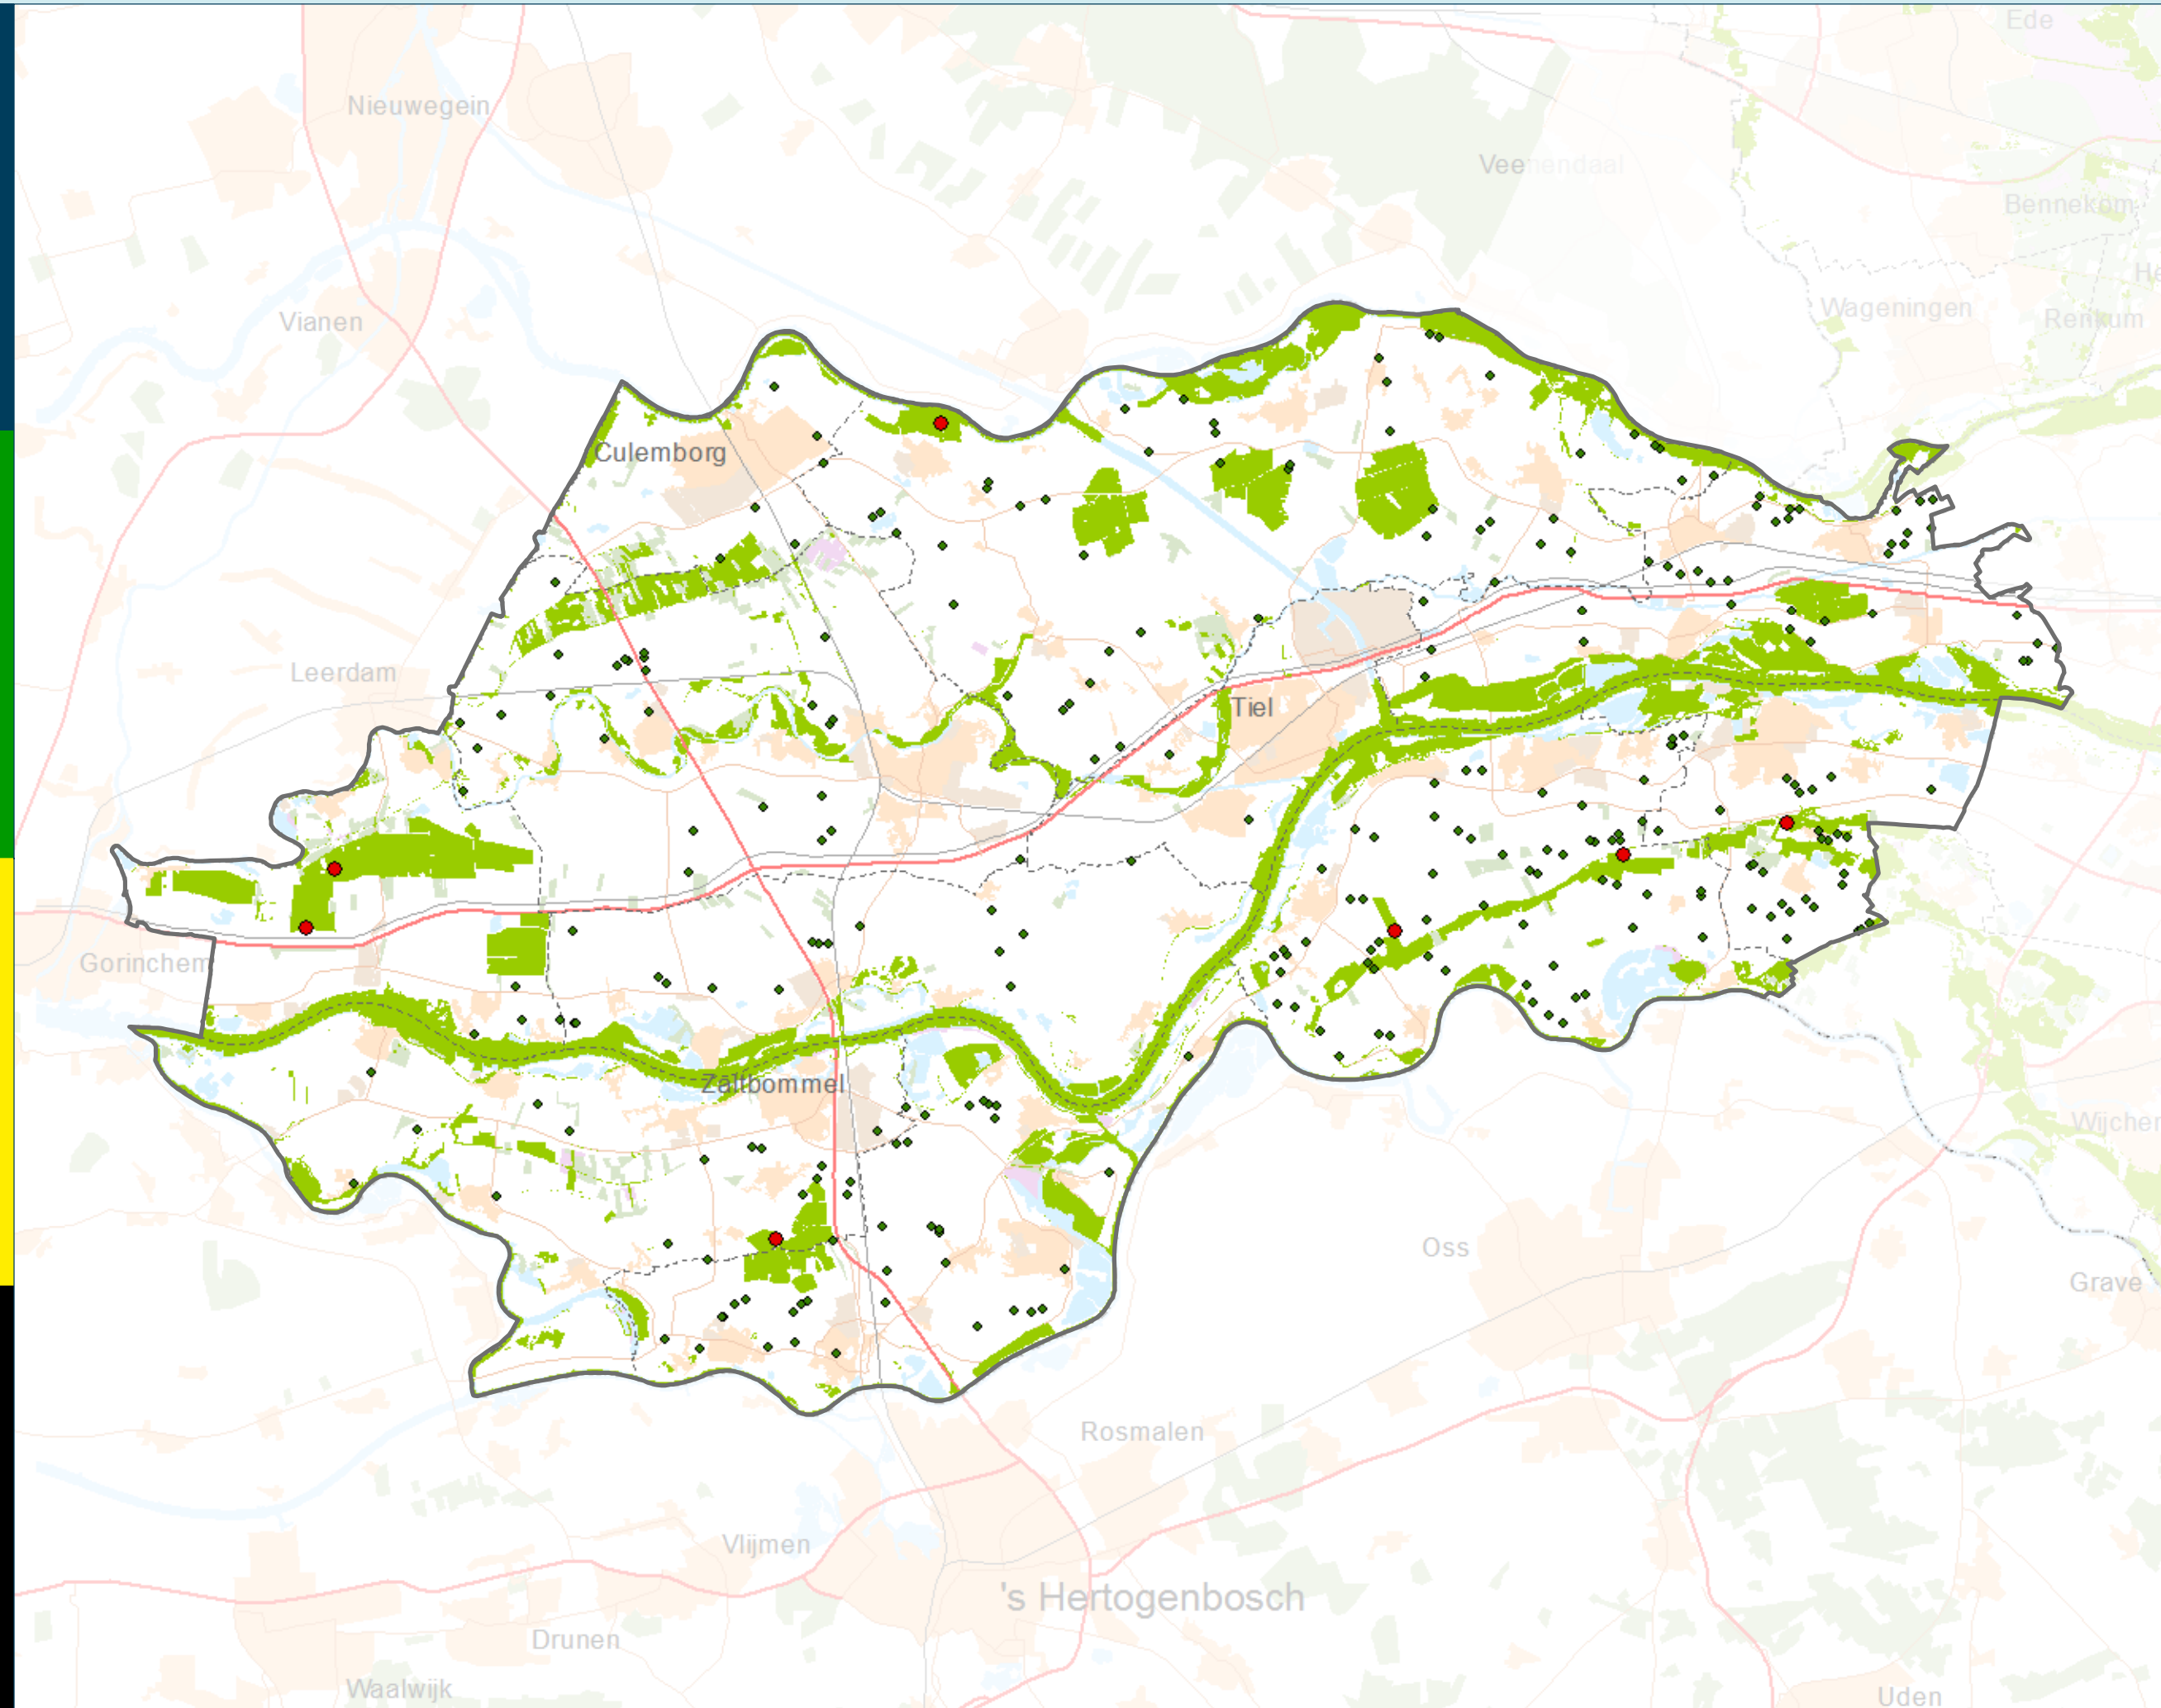 Ede
Nieuwegein
Veenendaal
Bennekom
He
Wageningen
Renkum
Vianen
Culemborg
Leerdam
Tiel
Gorinchem
Zaltbommel
Wijchen
Oss
Grave
Rosmalen
Vlijmen
's Hertogenbosch
Drunen
Waalwijk
Uden